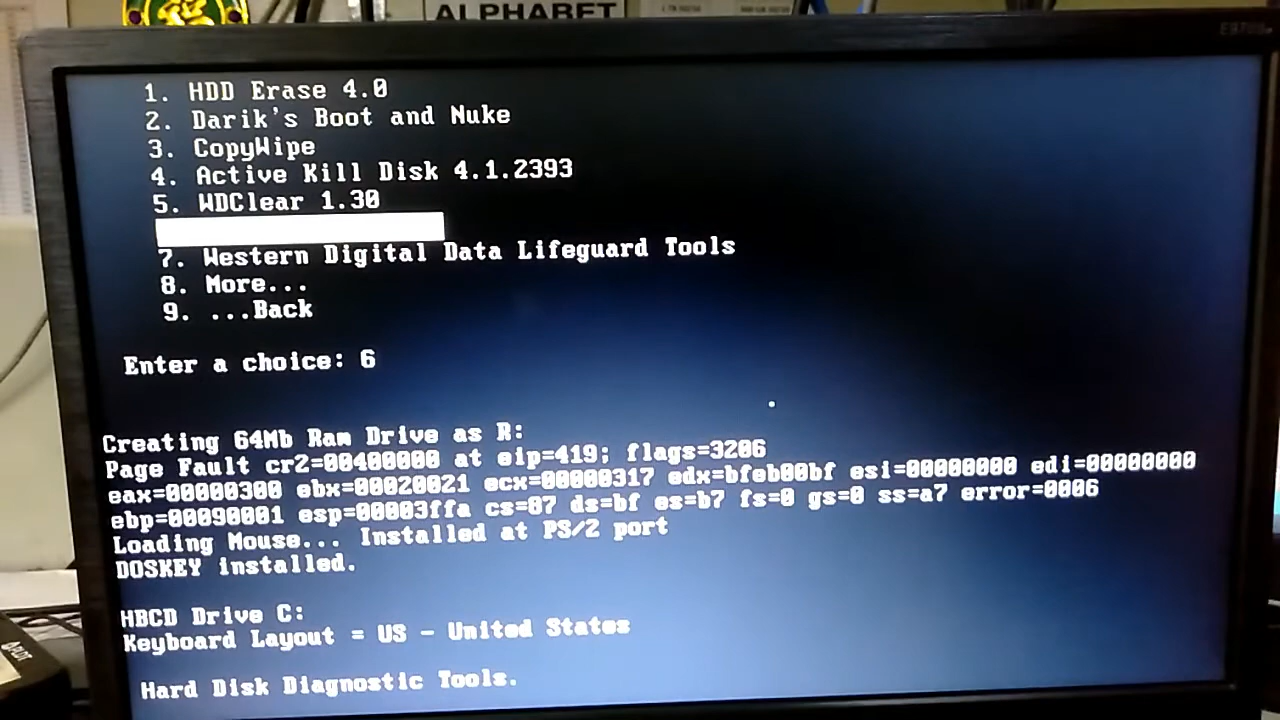 ALPHABET
1. HDD Erase 4.0
2. Darik's Boot and Nuke
3. CopyWipe
4. Active Kill Disk 4.1.2393
5. WDClear 1.30
7. Western Digital Data Lifeguard Tools
8. More...
9. ...Back
Enter a choice: 6
Creating 64Mb Ram Drive as R:
Page Fault cr2=00400000 at eip=419; flags=3206
eax=00000300 ebx=00020021 ecx=00000317 edx=bfeb00bf esi=00000000 edi=00000000
ebp=00090001 esp=00003ffa cs=87 ds=bf es=b7 fs=0 gs=0 ss=a7 error=0006
Loading Mouse... Installed at PS/2 port
DOSKEY installed.
HBCD Drive C:
Keyboard Layout = US - United States
Hard Disk Diagnostic Tools.
PLDT